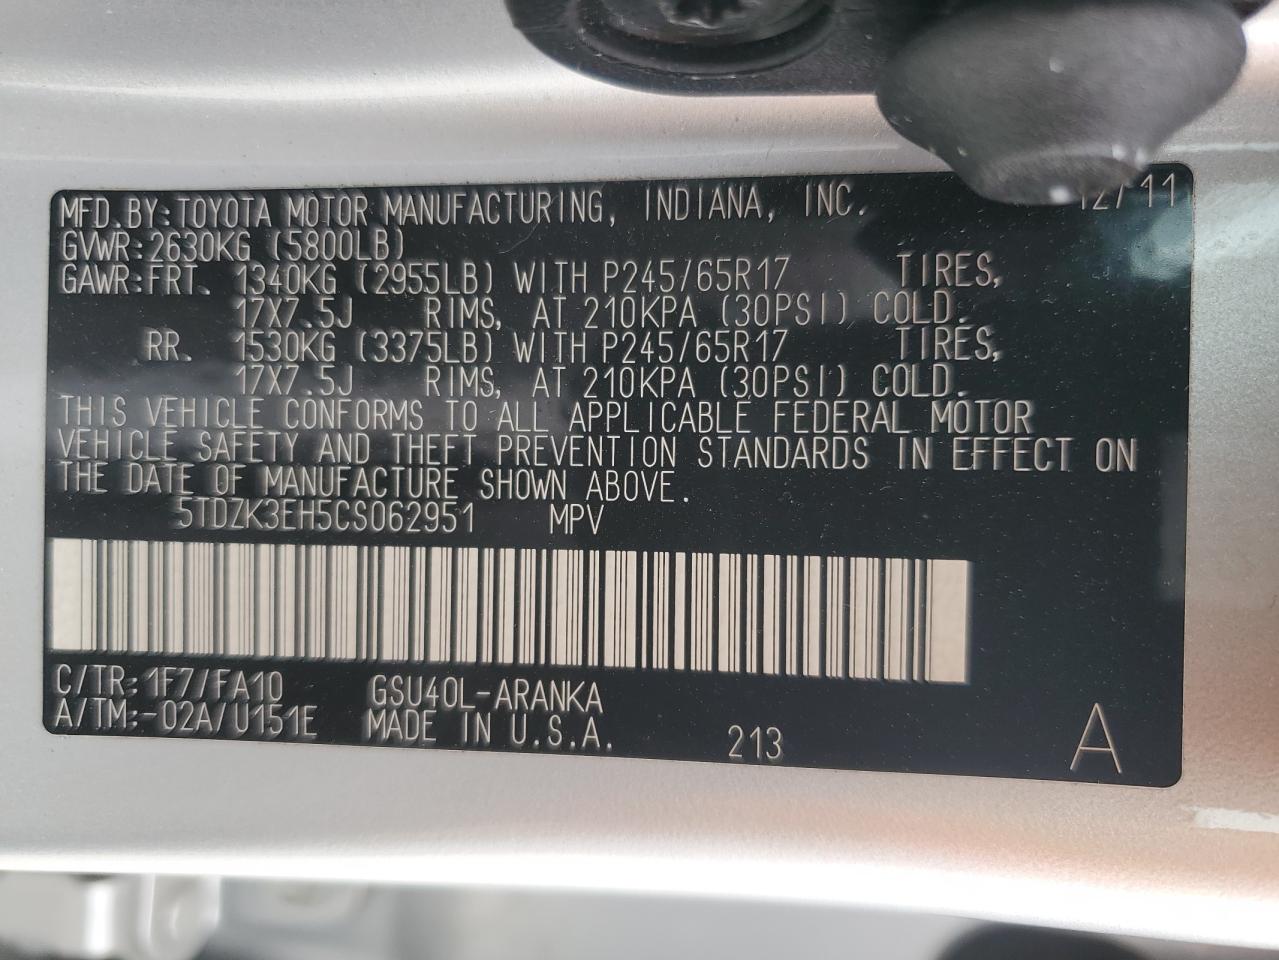 MFD.BY:TOYOTA MOTOR MANUFACTURING, INDIANA, INC. 12/11
GVWR:2630KG (5800LB)
GAWR:FRT. 1340KG (2955LB) WITH P245/65R17 TIRES,
17X7.5J RIMS, AT 210KPA (30PSI) COLD.
RR. 1530KG (3375LB) WITH P245/65R17 TIRES,
17X7.5J RIMS, AT 210KPA (30PSI) COLD.
THIS VEHICLE CONFORMS TO ALL APPLICABLE FEDERAL MOTOR
VEHICLE SAFETY AND THEFT PREVENTION STANDARDS IN EFFECT ON
THE DATE OF MANUFACTURE SHOWN ABOVE.
5TDZK3EH5CS062951 MPV
C/TR:1F7/FA10 GSU40L-ARANKA
A/TM:-02A/U151E MADE IN U.S.A. 213 A